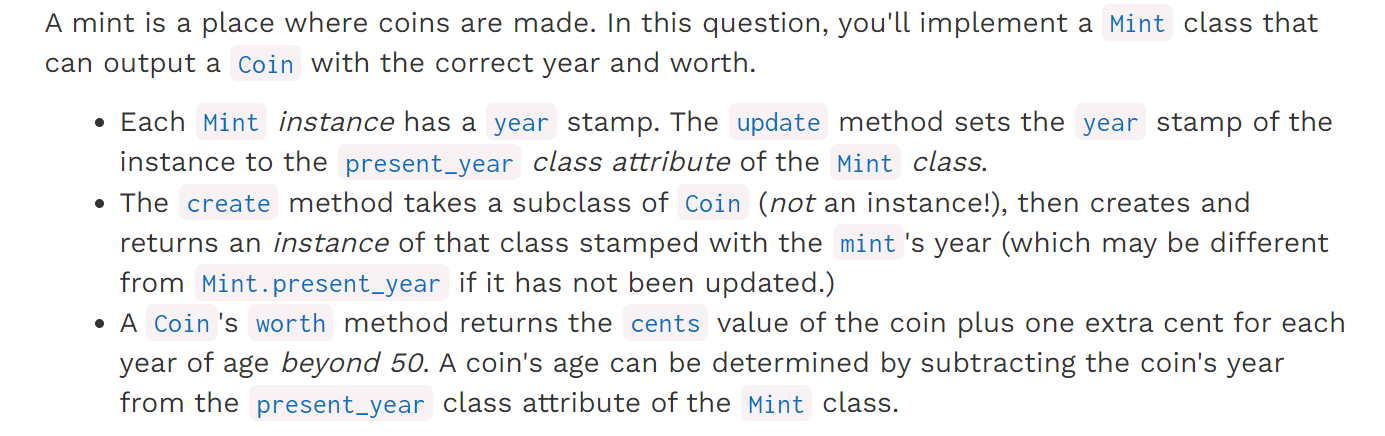 A mint is a place where coins are made. In this question, you'll implement a Mint class that
can output a Coin with the correct year and worth.
• Each Mint instance has a year stamp. The update method sets the year stamp of the
instance to the present_year class attribute of the Mint class.
• The create method takes a subclass of Coin (not an instance!), then creates and
returns an instance of that class stamped with the mint's year (which may be different
from Mint.present_year if it has not been updated.)
• A Coin's worth method returns the cents value of the coin plus one extra cent for each
year of age beyond 50. A coin's age can be determined by subtracting the coin's year
from the present_year class attribute of the Mint class.